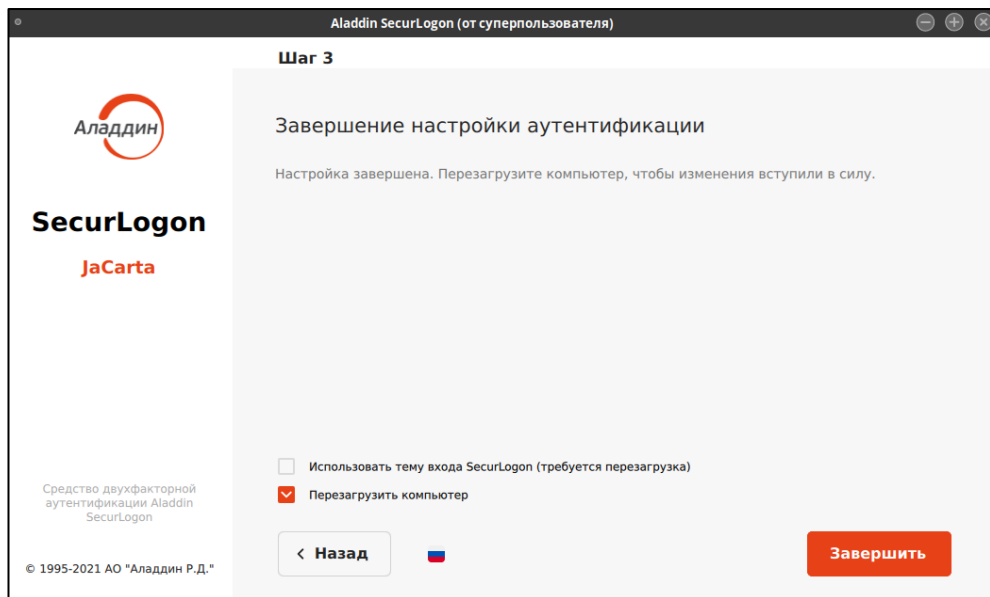 Aladdin SecurLogon (от суперпользователя)
Шаг 3
Аладдин
Завершение настройки аутентификации
Настройка завершена. Перезагрузите компьютер, чтобы изменения вступили в силу.
SecurLogon
JaCarta
Использовать тему входа SecurLogon (требуется перезагрузка)
Перезагрузить компьютер
Средство двухфакторной
аутентификации Aladdin
SecurLogon
Назад
Завершить
© 1995-2021 АО "Аладдин Р.Д."